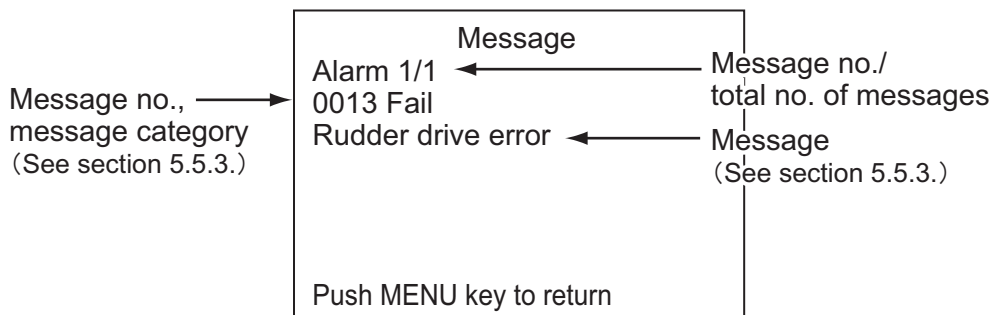 Message
Alarm 1/1
0013 Fail
Rudder drive error
Push MENU key to return
Message no.,
message category
(See section 5.5.3.)
Message no./
total no. of messages
Message
(See section 5.5.3.)